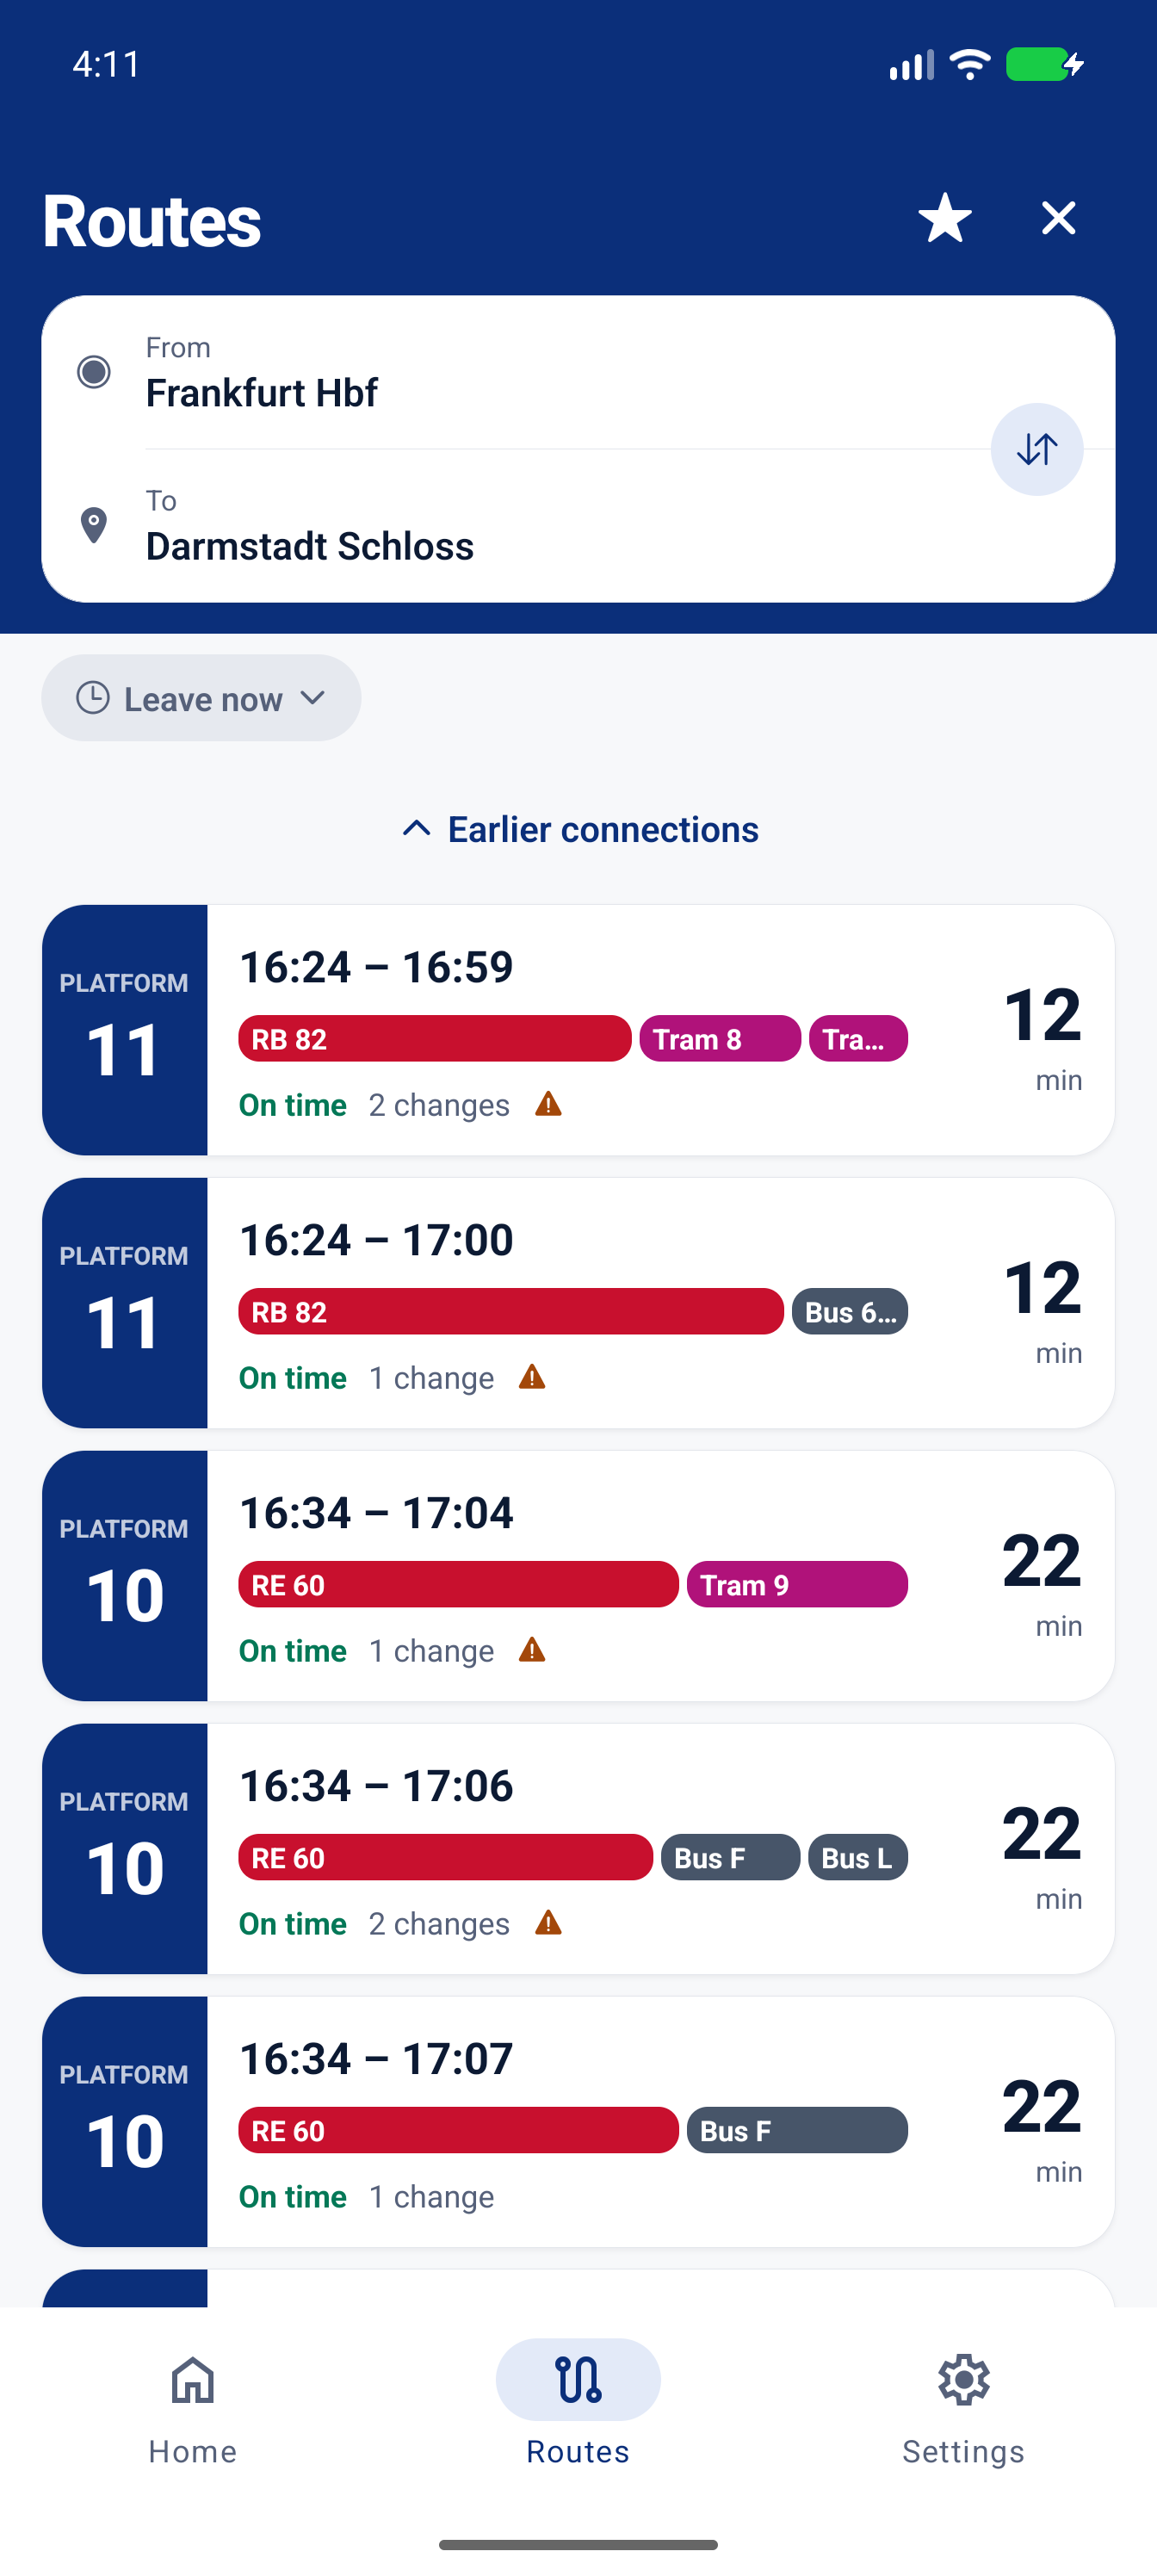 4:11
Routes
From
Frankfurt Hbf
To
Darmstadt Schloss
Leave now
Earlier connections
PLATFORM
11
16:24 – 16:59
RB 82 Tram 8 Tra...
On time 2 changes
12
min
PLATFORM
11
16:24 – 17:00
RB 82 Bus 6...
On time 1 change
12
min
PLATFORM
10
16:34 – 17:04
RE 60 Tram 9
On time 1 change
22
min
PLATFORM
10
16:34 – 17:06
RE 60 Bus F Bus L
On time 2 changes
22
min
PLATFORM
10
16:34 – 17:07
RE 60 Bus F
On time 1 change
22
min
Home Routes Settings